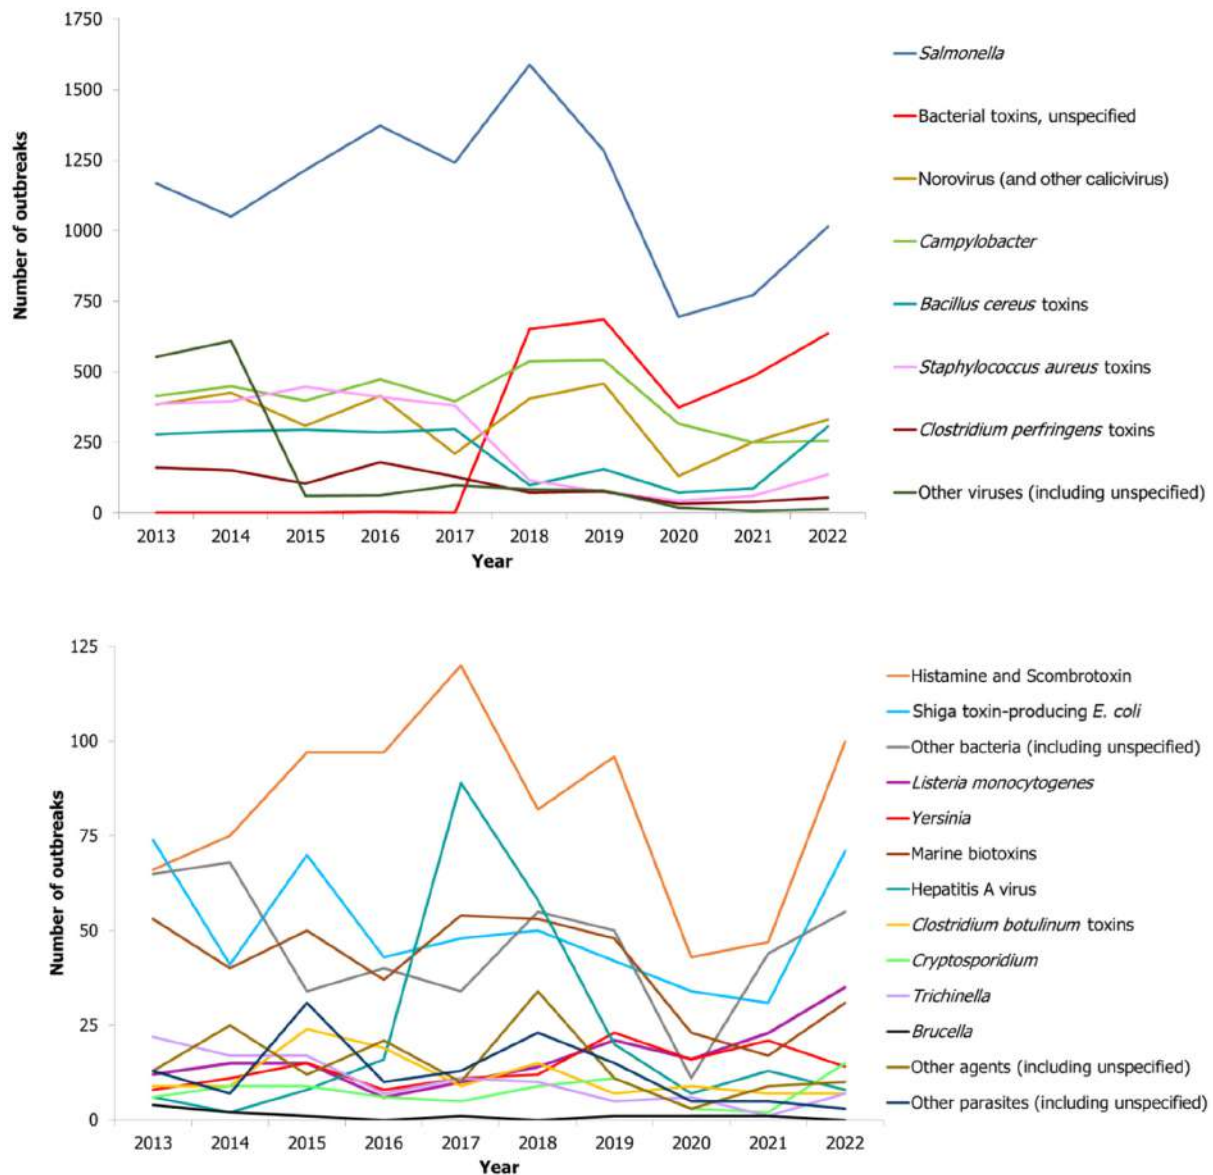 1750
1500
1250
1000
750
500
250
0
Number of outbreaks
2013 2014 2015 2016 2017 2018 2019 2020 2021 2022
Year
Salmonella
Bacterial toxins, unspecified
Norovirus (and other calicivirus)
Campylobacter
Bacillus cereus toxins
Staphylococcus aureus toxins
Clostridium perfringens toxins
Other viruses (including unspecified)
125
100
75
50
25
0
Number of outbreaks
2013 2014 2015 2016 2017 2018 2019 2020 2021 2022
Year
Histamine and Scombrotoxin
Shiga toxin-producing E. coli
Other bacteria (including unspecified)
Listeria monocytogenes
Yersinia
Marine biotoxins
Hepatitis A virus
Clostridium botulinum toxins
Cryptosporidium
Trichinella
Brucella
Other agents (including unspecified)
Other parasites (including unspecified)